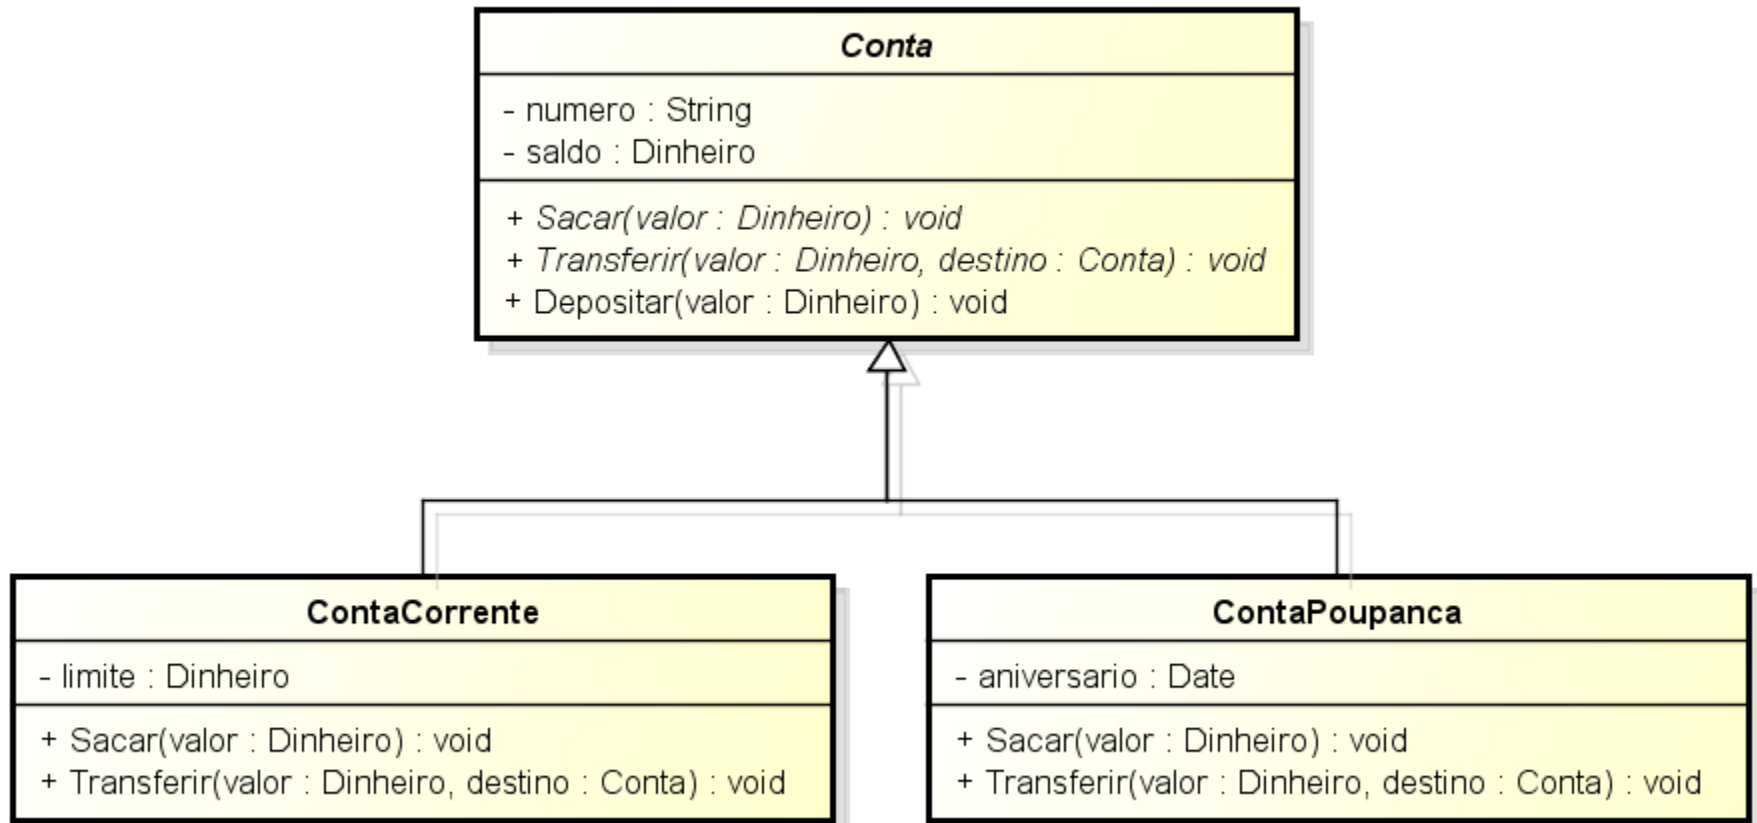 Conta
- numero : String
- saldo : Dinheiro
+ Sacar(valor : Dinheiro) : void
+ Transferir(valor : Dinheiro, destino : Conta) : void
+ Depositar(valor : Dinheiro) : void
ContaCorrente
- limite : Dinheiro
+ Sacar(valor : Dinheiro) : void
+ Transferir(valor : Dinheiro, destino : Conta) : void
ContaPoupanca
- aniversario : Date
+ Sacar(valor : Dinheiro) : void
+ Transferir(valor : Dinheiro, destino : Conta) : void